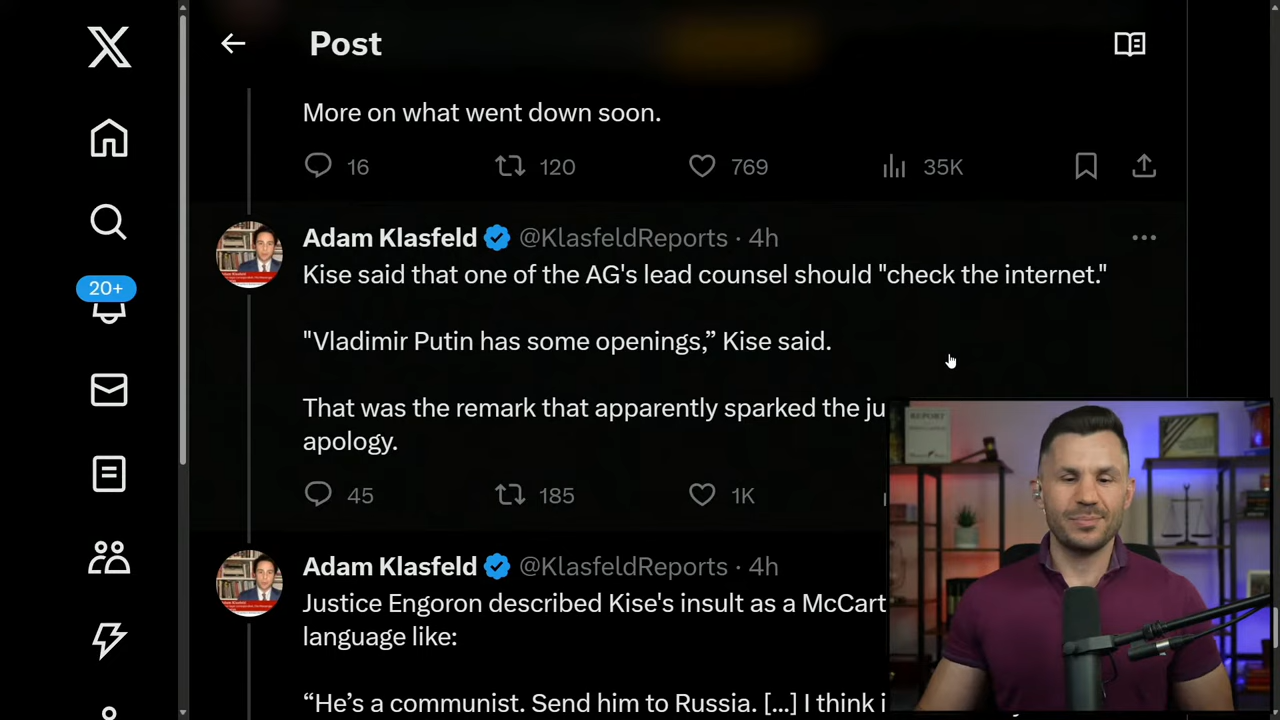 Post
More on what went down soon.
16 120 769 35K
20+
Adam Klasfeld @KlasfeldReports · 4h
Kise said that one of the AG's lead counsel should "check the internet."
"Vladimir Putin has some openings,” Kise said.
That was the remark that apparently sparked the ju
apology.
45 185 1K
Adam Klasfeld @KlasfeldReports · 4h
Justice Engoron described Kise's insult as a McCart
language like:
“He’s a communist. Send him to Russia. [...] I think i
REPORT